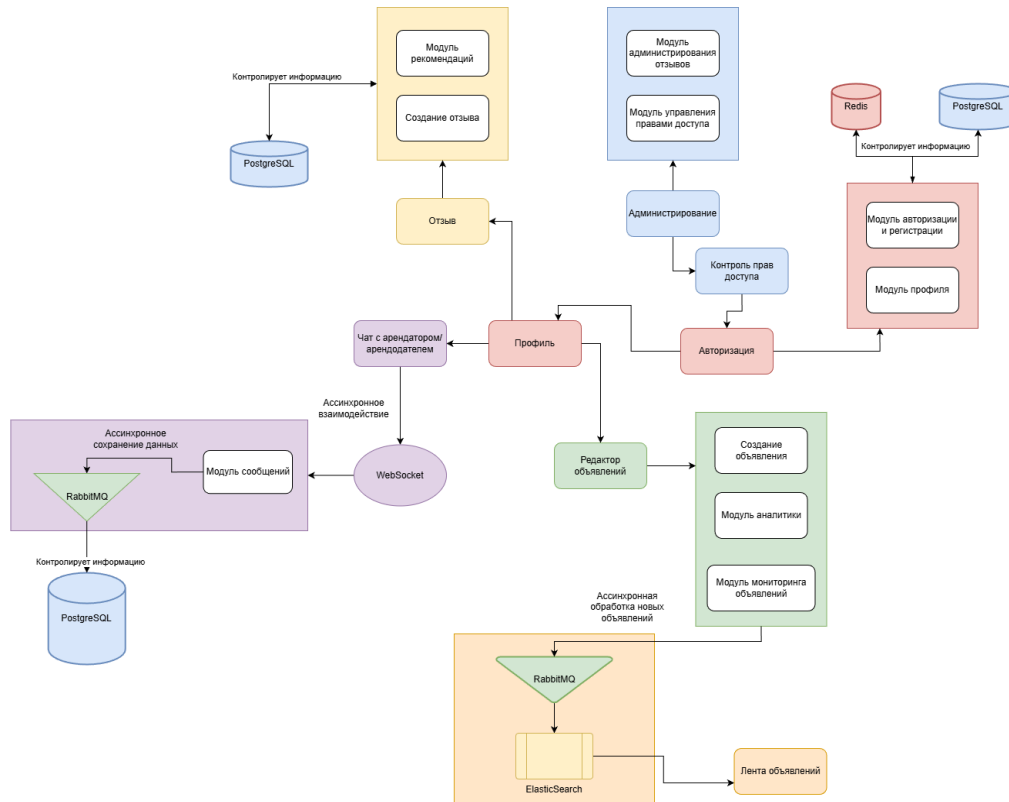 Модуль
рекомендаций
Создание отзыва
Контролирует информацию
PostgreSQL
Отзыв
Модуль
администрирования
отзывов
Модуль управления
правами доступа
Администрирование
Контроль прав
доступа
Redis
PostgreSQL
Контролирует информацию
Модуль авторизации
и регистрации
Модуль профиля
Чат с арендатором/
арендодателем
Профиль
Авторизация
Ассинхронное
взаимодействие
WebSocket
Ассинхронное
сохранение данных
Модуль сообщений
RabbitMQ
Контролирует информацию
PostgreSQL
Редактор
объявлений
Создание
объявления
Модуль аналитики
Модуль мониторинга
объявлений
Ассинхронная
обработка новых
объявлений
RabbitMQ
ElasticSearch
Лента объявлений